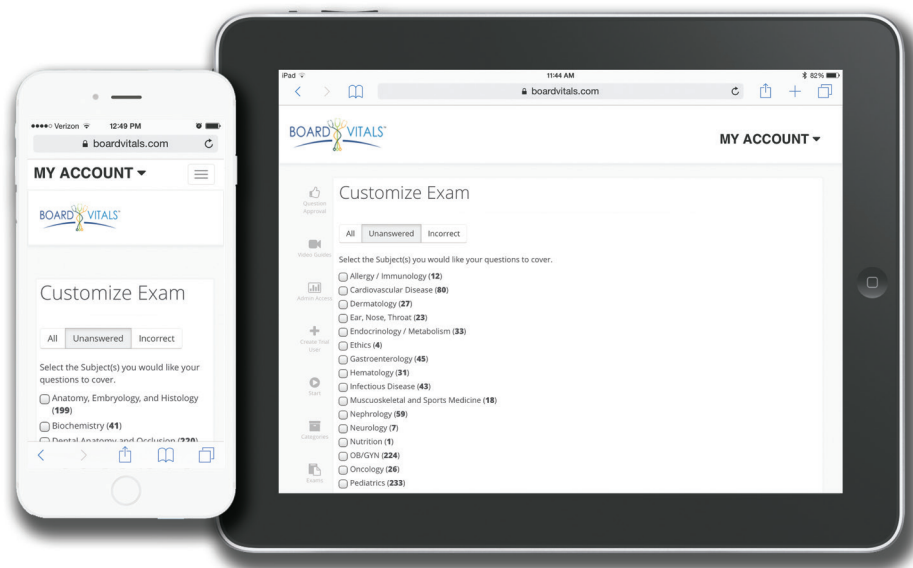 Verizon 12:49 PM
boardvitals.com
MY ACCOUNT
BOARD VITALS
Customize Exam
All Unanswered Incorrect
Select the Subject(s) you would like your
questions to cover.
Anatomy, Embryology, and Histology
(199)
Biochemistry (41)
Dental Anatomy and Occlusion (220)
iPad 11:44 AM 82%
boardvitals.com
BOARD VITALS
MY ACCOUNT
Question
Approval
Video Guides
Admin Access
Create Trial
User
Start
Categories
Exams
Customize Exam
All Unanswered Incorrect
Select the Subject(s) you would like your questions to cover.
Allergy / Immunology (12)
Cardiovascular Disease (80)
Dermatology (27)
Ear, Nose, Throat (23)
Endocrinology / Metabolism (33)
Ethics (4)
Gastroenterology (45)
Hematology (31)
Infectious Disease (43)
Muscuoskeletal and Sports Medicine (18)
Nephrology (59)
Neurology (7)
Nutrition (1)
OB/GYN (224)
Oncology (26)
Pediatrics (233)